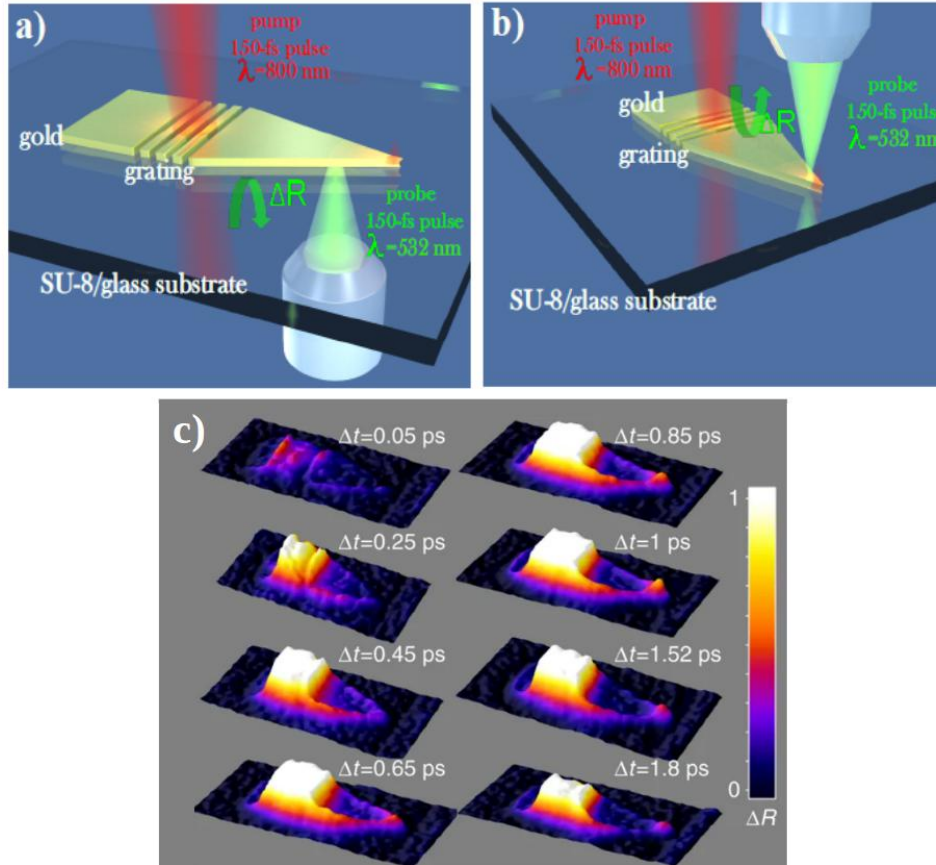 a)
pump
150-fs pulse
λ=800 nm
gold
grating
ΔR
probe
150-fs pulse
λ=532 nm
SU-8/glass substrate
b)
pump
150-fs pulse
λ=800 nm
gold
grating
ΔR
probe
150-fs puls
λ=532 nm
SU-8/glass substrate
c)
Δt=0.05 ps
Δt=0.85 ps
Δt=0.25 ps
Δt=1 ps
Δt=0.45 ps
Δt=1.52 ps
Δt=0.65 ps
Δt=1.8 ps
1
0
ΔR